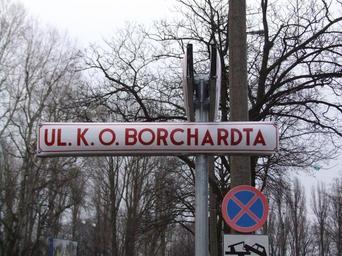 UL. K. O. BORCHARDTA